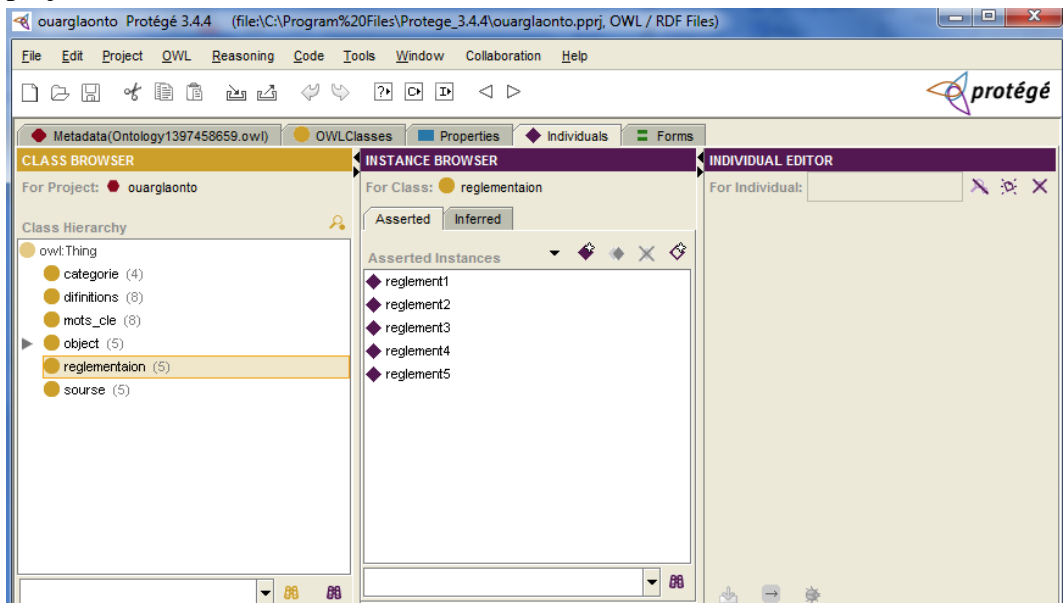 ouarglaonto Protégé 3.4.4 (file:\C:\Program%20Files\Protege_3.4.4\ouarglaonto.pprj, OWL / RDF Files)
File Edit Project OWL Reasoning Code Tools Window Collaboration Help
protégé
Metadata(Ontology1397458659.owl) OWLClasses Properties Individuals Forms
CLASS BROWSER
For Project: ouarglaonto
Class Hierarchy
owl:Thing
categorie (4)
difinitions (8)
mots_cle (8)
object (5)
reglementaion (5)
sourse (5)
INSTANCE BROWSER
For Class: reglementaion
Asserted Inferred
Asserted Instances
reglement1
reglement2
reglement3
reglement4
reglement5
INDIVIDUAL EDITOR
For Individual: